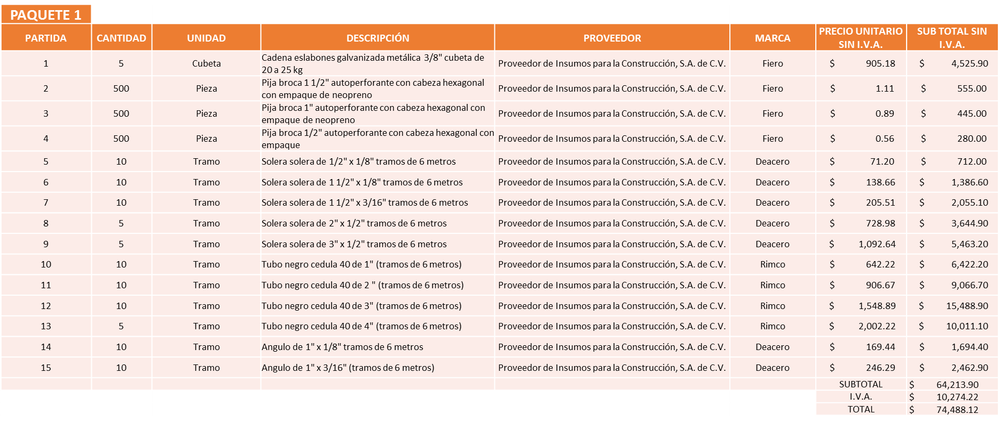 PAQUETE 1
PARTIDA CANTIDAD UNIDAD DESCRIPCIÓN PROVEEDOR MARCA PRECIO UNITARIO SIN I.V.A. SUB TOTAL SIN I.V.A.
1 5 Cubeta Cadena eslabones galvanizada metálica 3/8" cubeta de 20 a 25 kg Proveedor de Insumos para la Construcción, S.A. de C.V. Fiero $ 905.18 $ 4,525.90
2 500 Pieza Pija broca 1 1/2" autoperforante con cabeza hexagonal con empaque de neopreno Proveedor de Insumos para la Construcción, S.A. de C.V. Fiero $ 1.11 $ 555.00
3 500 Pieza Pija broca 1" autoperforante con cabeza hexagonal con empaque de neopreno Proveedor de Insumos para la Construcción, S.A. de C.V. Fiero $ 0.89 $ 445.00
4 500 Pieza Pija broca 1/2" autoperforante con cabeza hexagonal con empaque Proveedor de Insumos para la Construcción, S.A. de C.V. Fiero $ 0.56 $ 280.00
5 10 Tramo Solera solera de 1/2" x 1/8" tramos de 6 metros Proveedor de Insumos para la Construcción, S.A. de C.V. Deacero $ 71.20 $ 712.00
6 10 Tramo Solera solera de 1 1/2" x 1/8" tramos de 6 metros Proveedor de Insumos para la Construcción, S.A. de C.V. Deacero $ 138.66 $ 1,386.60
7 10 Tramo Solera solera de 1 1/2" x 3/16" tramos de 6 metros Proveedor de Insumos para la Construcción, S.A. de C.V. Deacero $ 205.51 $ 2,055.10
8 5 Tramo Solera solera de 2" x 1/2" tramos de 6 metros Proveedor de Insumos para la Construcción, S.A. de C.V. Deacero $ 728.98 $ 3,644.90
9 5 Tramo Solera solera de 3" x 1/2" tramos de 6 metros Proveedor de Insumos para la Construcción, S.A. de C.V. Deacero $ 1,092.64 $ 5,463.20
10 10 Tramo Tubo negro cedula 40 de 1" (tramos de 6 metros) Proveedor de Insumos para la Construcción, S.A. de C.V. Rimco $ 642.22 $ 6,422.20
11 10 Tramo Tubo negro cedula 40 de 2 " (tramos de 6 metros) Proveedor de Insumos para la Construcción, S.A. de C.V. Rimco $ 906.67 $ 9,066.70
12 10 Tramo Tubo negro cedula 40 de 3" (tramos de 6 metros) Proveedor de Insumos para la Construcción, S.A. de C.V. Rimco $ 1,548.89 $ 15,488.90
13 5 Tramo Tubo negro cedula 40 de 4" (tramos de 6 metros) Proveedor de Insumos para la Construcción, S.A. de C.V. Rimco $ 2,002.22 $ 10,011.10
14 10 Tramo Angulo de 1" x 1/8" tramos de 6 metros Proveedor de Insumos para la Construcción, S.A. de C.V. Deacero $ 169.44 $ 1,694.40
15 10 Tramo Angulo de 1" x 3/16" (tramos de 6 metros) Proveedor de Insumos para la Construcción, S.A. de C.V. Deacero $ 246.29 $ 2,462.90
SUBTOTAL $ 64,213.90
I.V.A. $ 10,274.22
TOTAL $ 74,488.12